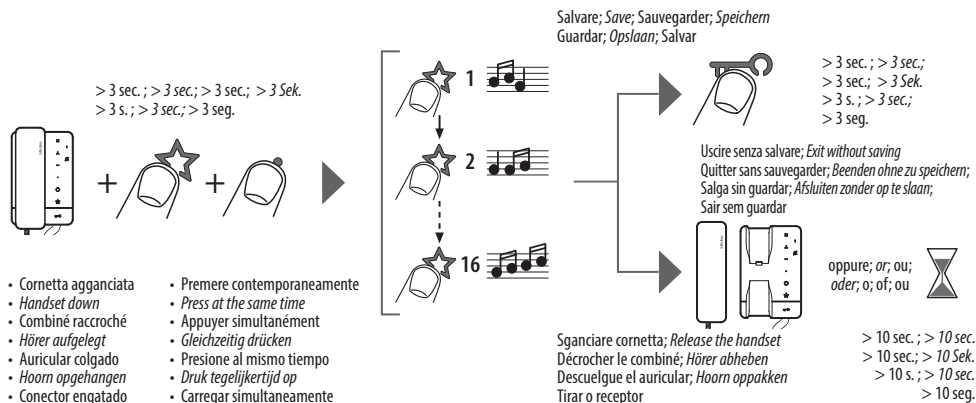 Salvare; Save; Sauvegarder; Speichern
Guardar; Opslaan; Salvar
> 3 sec. ; > 3 sec.; > 3 sec.; > 3 Sek.
> 3 s. ; > 3 sec.; > 3 seg.
+
+
1
2
16
> 3 sec. ; > 3 sec.;
> 3 sec.; > 3 Sek.
> 3 s. ; > 3 sec.;
> 3 seg.
Uscire senza salvare; Exit without saving
Quitter sans sauvegarder; Beenden ohne zu speichern;
Salga sin guardar; Afsluiten zonder op te slaan;
Sair sem guardar
oppure; or; ou;
oder; o; of; ou
• Cornetta agganciata
• Handset down
• Combiné raccroché
• Hörer aufgelegt
• Auricular colgado
• Hoorn opgehangen
• Conector engatado
• Premere contemporaneamente
• Press at the same time
• Appuyer simultanément
• Gleichzeitig drücken
• Presione al mismo tiempo
• Druk tegelijkertijd op
• Carregar simultaneamente
Sganciare cornetta; Release the handset
Décrocher le combiné; Hörer abheben
Descuelgue el auricular; Hoorn oppakken
Tirar o receptor
> 10 sec. ; > 10 sec.
> 10 sec.; > 10 Sek.
> 10 s. ; > 10 sec.
> 10 seg.